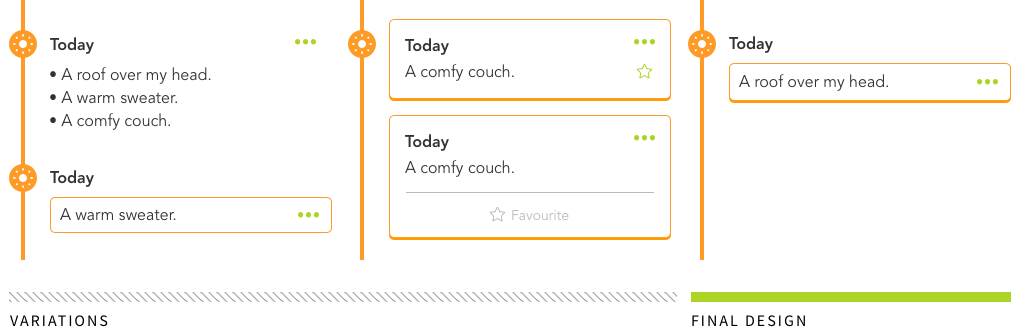 Today
• A roof over my head.
• A warm sweater.
• A comfy couch.
Today
A warm sweater.
Today
A comfy couch.
Today
A comfy couch.
Favourite
Today
A roof over my head.
VARIATIONS
FINAL DESIGN